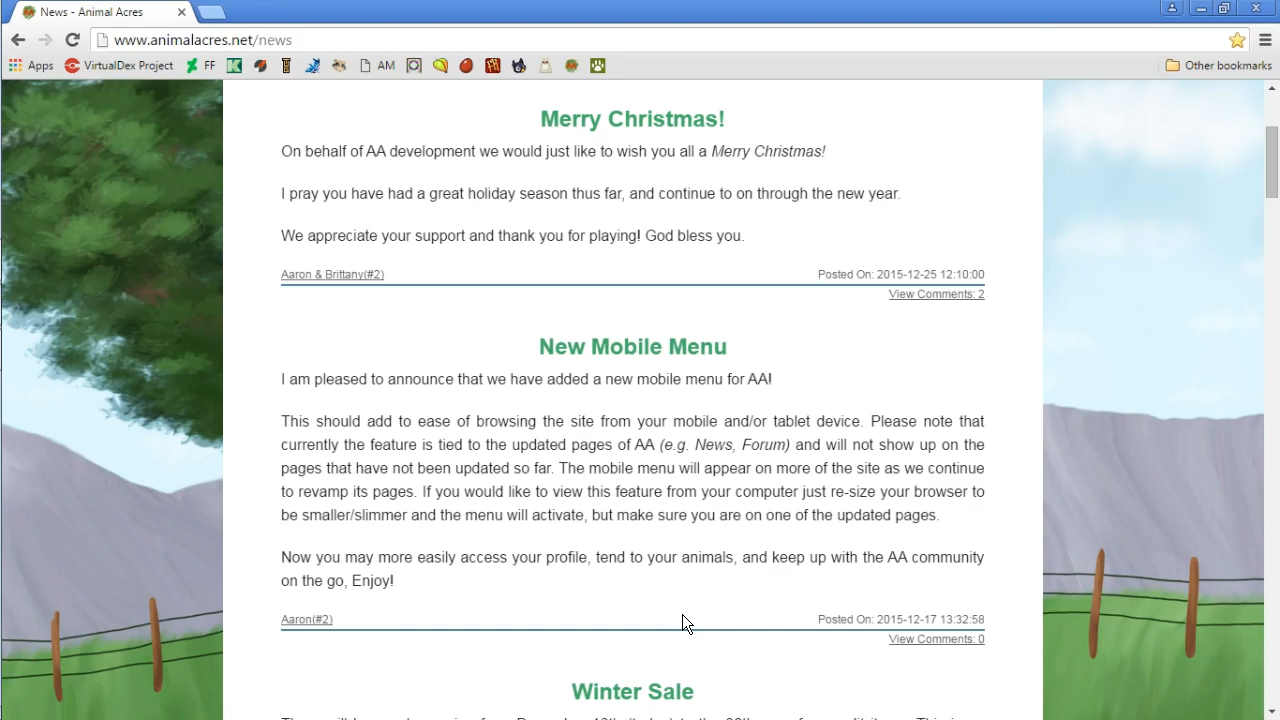 News - Animal Acres
www.animalacres.net/news
Apps VirtualDex Project FF AM Other bookmarks
Merry Christmas!
On behalf of AA development we would just like to wish you all a Merry Christmas!
I pray you have had a great holiday season thus far, and continue to on through the new year.
We appreciate your support and thank you for playing! God bless you.
Aaron & Brittany(#2) Posted On: 2015-12-25 12:10:00
View Comments: 2
New Mobile Menu
I am pleased to announce that we have added a new mobile menu for AA!
This should add to ease of browsing the site from your mobile and/or tablet device. Please note that
currently the feature is tied to the updated pages of AA (e.g. News, Forum) and will not show up on the
pages that have not been updated so far. The mobile menu will appear on more of the site as we continue
to revamp its pages. If you would like to view this feature from your computer just re-size your browser to
be smaller/slimmer and the menu will activate, but make sure you are on one of the updated pages.
Now you may more easily access your profile, tend to your animals, and keep up with the AA community
on the go, Enjoy!
Aaron(#2) Posted On: 2015-12-17 13:32:58
View Comments: 0
Winter Sale